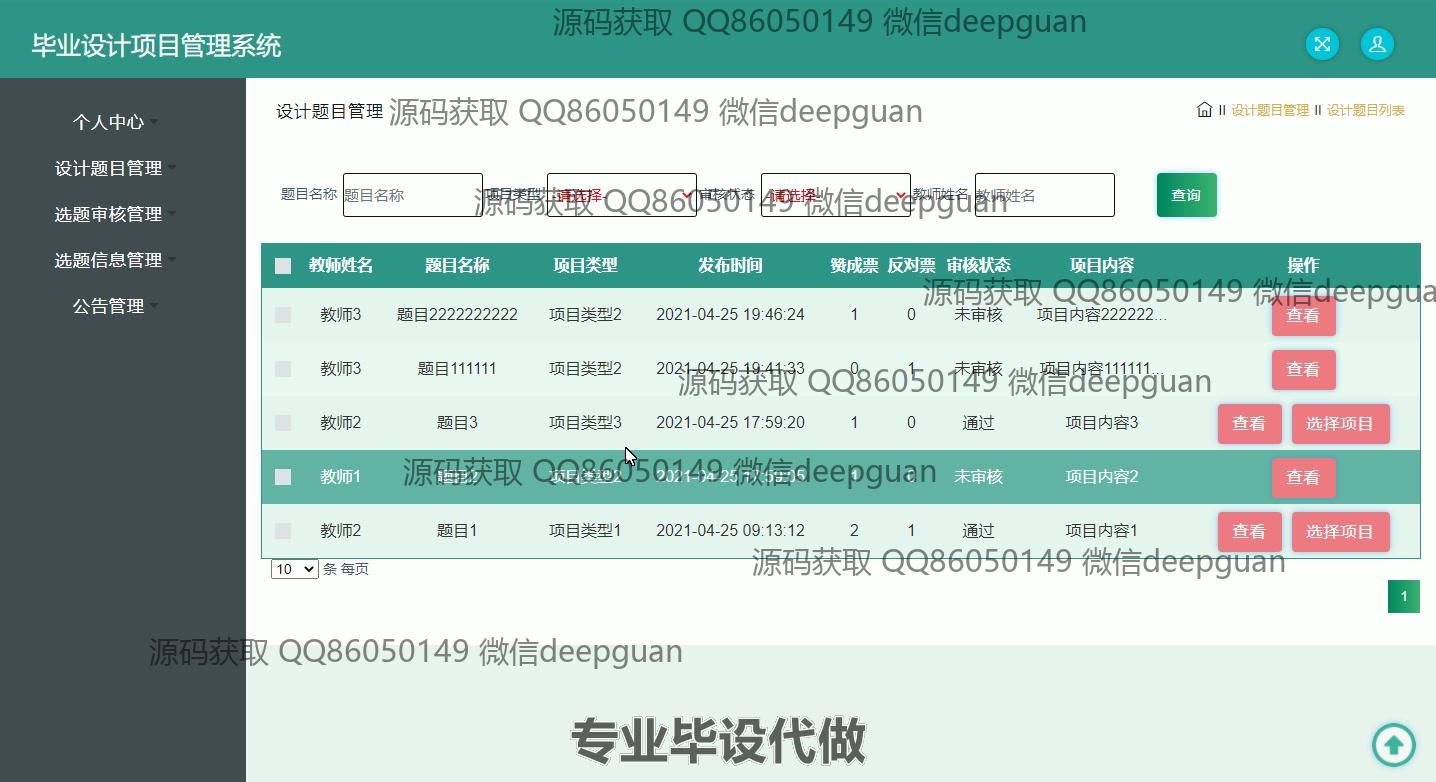 源码获取 QQ86050149 微信deepguan
毕业设计项目管理系统
个人中心
设计题目管理
选题审核管理
选题信息管理
公告管理
设计题目管理 源码获取 QQ86050149 微信deepguan
设计题目管理 设计题目列表
题目名称 题目名称 项目类型 请选择 审核状态 请选择 教师姓名 教师姓名 查询
源码获取 QQ86050149 微信deepguan
教师姓名 题目名称 项目类型 发布时间 赞成票 反对票 审核状态 项目内容 操作
源码获取 QQ86050149 微信deepgua
教师3 题目2222222222 项目类型2 2021-04-25 19:46:24 1 0 未审核 项目内容222222... 查看
教师3 题目111111 项目类型2 2021-04-25 19:41:33 0 1 未审核 项目内容111111... 查看
源码获取 QQ86050149 微信deepguan
教师2 题目3 项目类型3 2021-04-25 17:59:20 1 0 通过 项目内容3 查看 选择项目
教师1 题目2 项目类型2 2021-04-25 17:59:05 1 0 未审核 项目内容2 查看
源码获取 QQ86050149 微信deepguan
教师2 题目1 项目类型1 2021-04-25 09:13:12 2 1 通过 项目内容1 查看 选择项目
源码获取 QQ86050149 微信deepguan
10 条 每页
1
源码获取 QQ86050149 微信deepguan
专业毕设代做